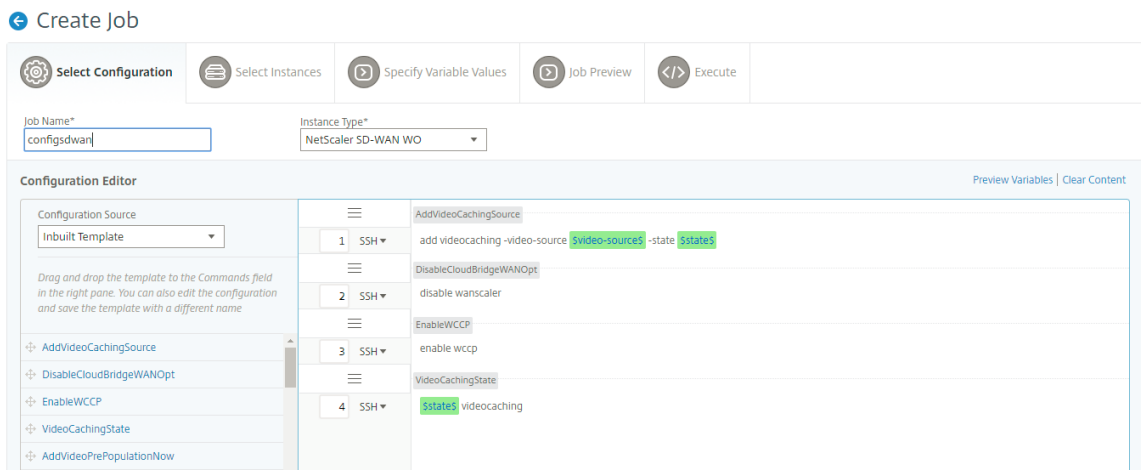 Create Job
Select Configuration
Select Instances
Specify Variable Values
Job Preview
Execute
Job Name*
configsdwan
Instance Type*
NetScaler SD-WAN WO
Configuration Editor
Preview Variables | Clear Content
Configuration Source
Inbuilt Template
Drag and drop the template to the Commands field
in the right pane. You can also edit the configuration
and save the template with a different name
AddVideoCachingSource
DisableCloudBridgeWANOpt
EnableWCCP
VideoCachingState
AddVideoPrePopulationNow
AddVideoCachingSource
1 SSH add videocaching -video-source $video-source$ -state $state$
DisableCloudBridgeWANOpt
2 SSH disable wanscaler
EnableWCCP
3 SSH enable wccp
VideoCachingState
4 SSH $state$ videocaching